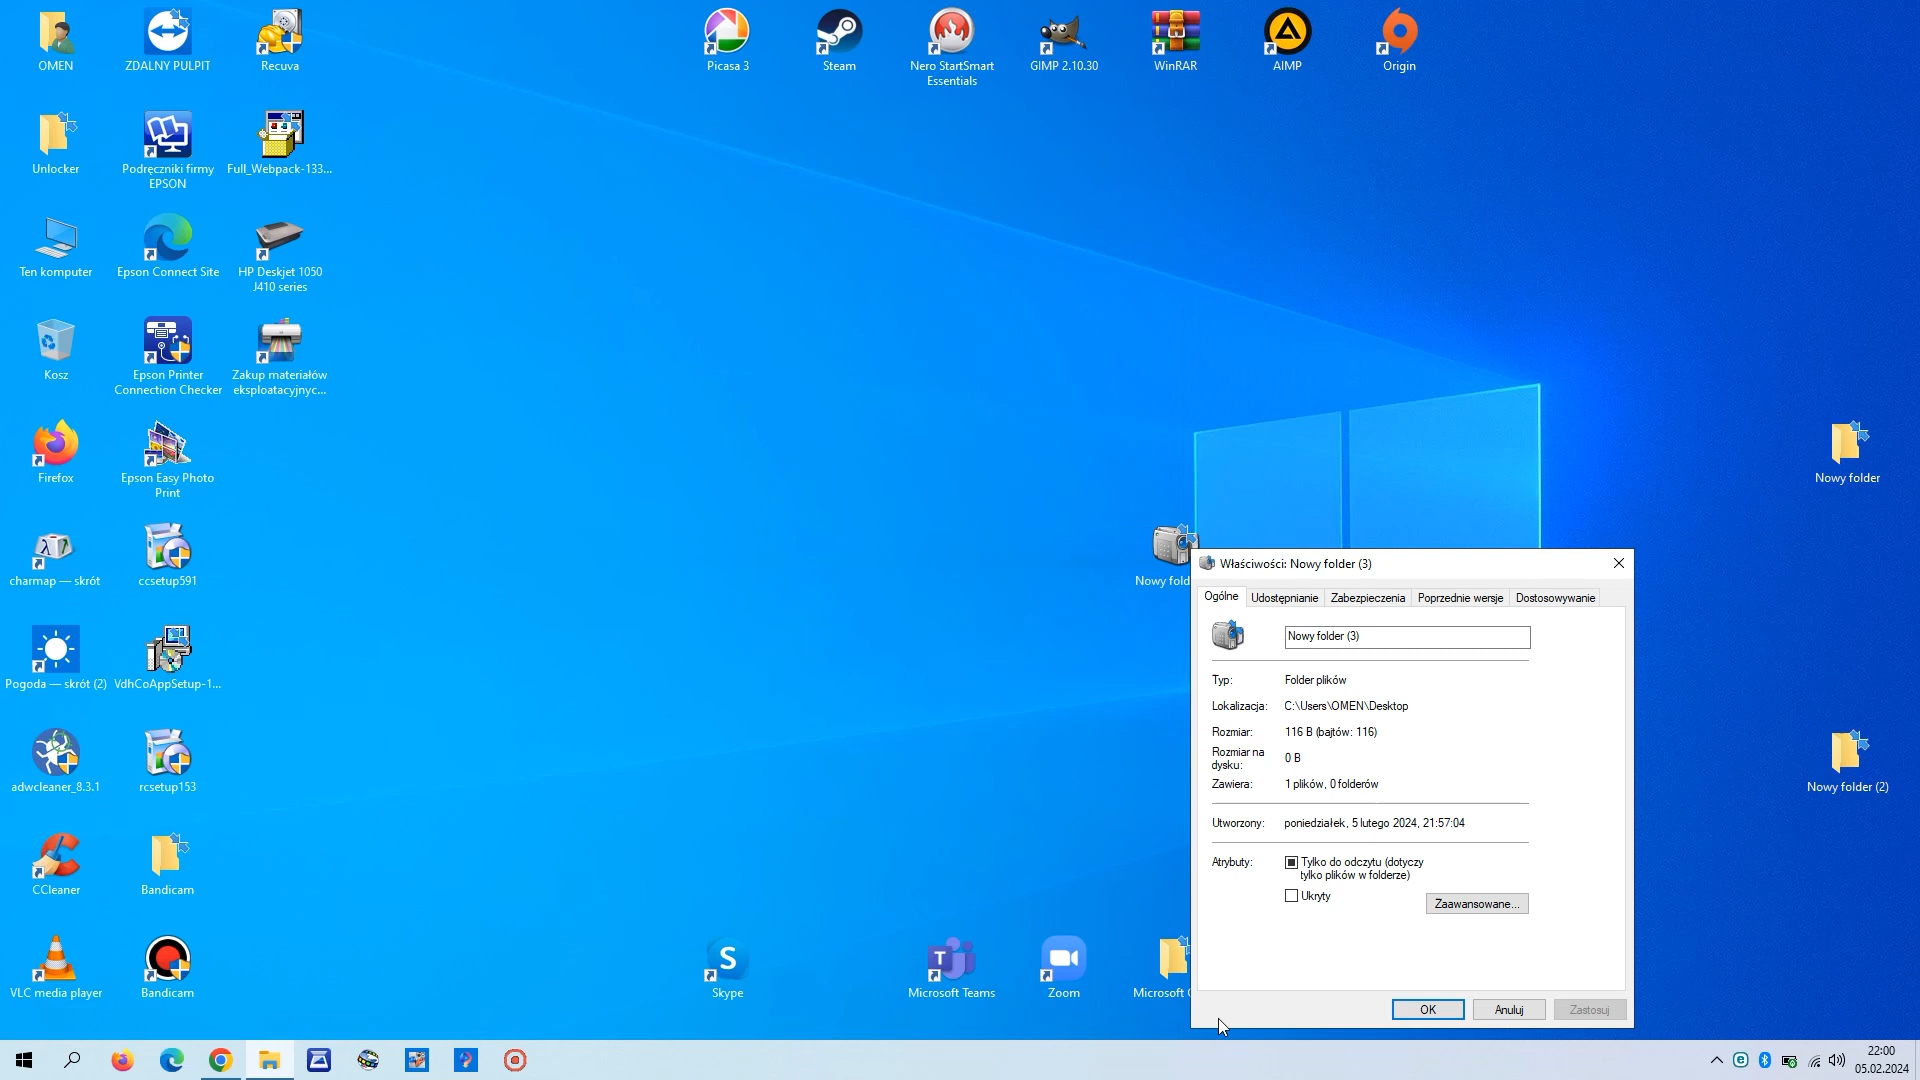 OMEN
ZDALNY PULPIT
Recuva
Picasa 3
Steam
Nero StartSmart
Essentials
GIMP 2.10.30
WinRAR
AIMP
Origin
Unlocker
Podręczniki firmy
EPSON
Full_Webpack-133...
Ten komputer
Epson Connect Site
HP Deskjet 1050
J410 series
Kosz
Epson Printer
Connection Checker
Zakup materiałów
eksploatacyjnyc...
Firefox
Epson Easy Photo
Print
Nowy folder
charmap — skrót
ccsetup591
Nowy fold
Pogoda — skrót (2)
VdhCoAppSetup-1...
adwcleaner_8.3.1
rcsetup153
Nowy folder (2)
CCleaner
Bandicam
VLC media player
Bandicam
Skype
Microsoft Teams
Zoom
Microsoft
Właściwości: Nowy folder (3)
Ogólne
Udostępnianie
Zabezpieczenia
Poprzednie wersje
Dostosowywanie
Nowy folder (3)
Typ:
Folder plików
Lokalizacja:
C:\Users\OMEN\Desktop
Rozmiar:
116 B (bajtów: 116)
Rozmiar na
dysku:
0 B
Zawiera:
1 plików, 0 folderów
Utworzony:
poniedziałek, 5 lutego 2024, 21:57:04
Atrybuty:
Tylko do odczytu (dotyczy
tylko plików w folderze)
Ukryty
Zaawansowane...
OK
Anuluj
Zastosuj
22:00
05.02.2024